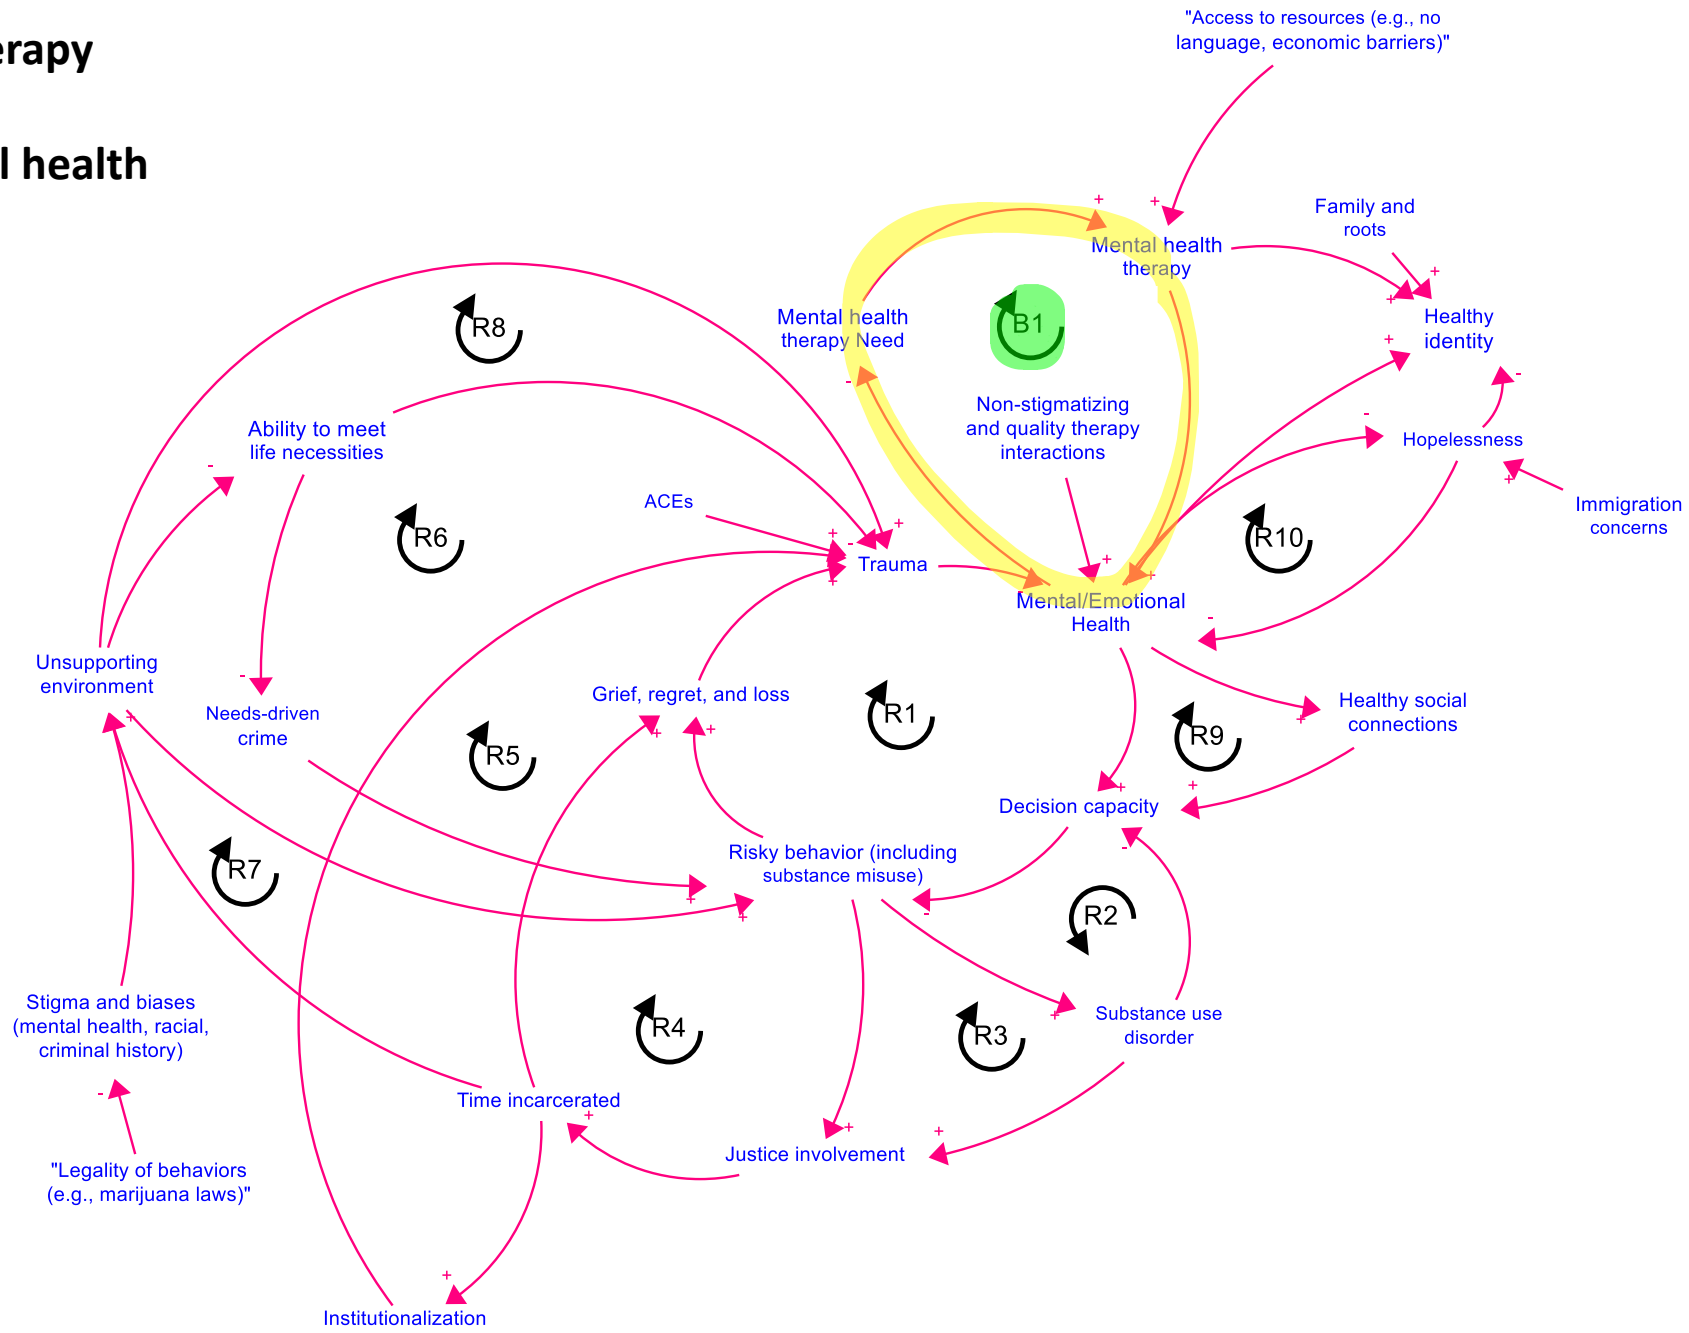 erapy
l health
"Access to resources (e.g., no
language, economic barriers)"
Family and
roots
Mental health
therapy
Healthy
identity
Mental health
therapy Need
B1
R8
Non-stigmatizing
and quality therapy
interactions
Hopelessness
Ability to meet
life necessities
Immigration
concerns
ACEs
R6
R10
Trauma
Mental/Emotional
Health
Unsupporting
environment
Grief, regret, and loss
Healthy social
connections
Needs-driven
crime
R1
R9
R5
Decision capacity
Risky behavior (including
substance misuse)
R7
R2
Stigma and biases
(mental health, racial,
criminal history)
R4
R3
Substance use
disorder
Time incarcerated
Justice involvement
"Legality of behaviors
(e.g., marijuana laws)"
Institutionalization